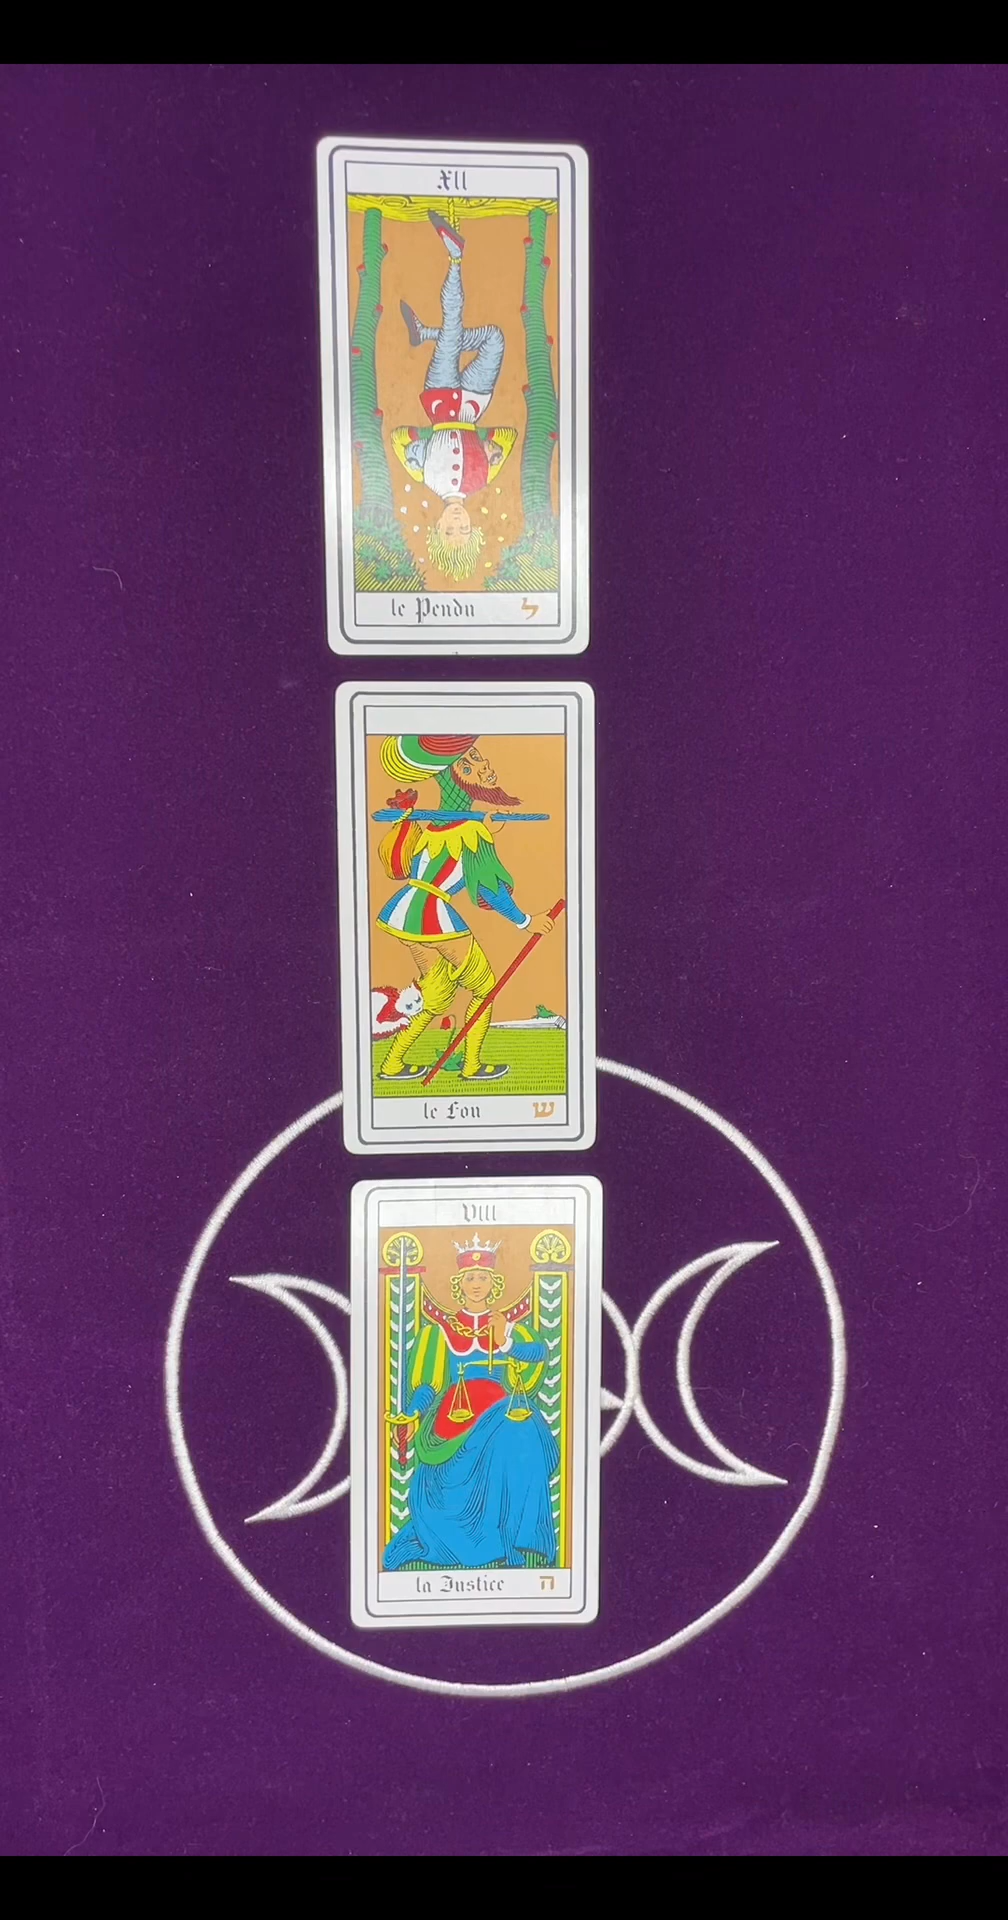 XII
le Pendu ל
le Fou ש
VIII
la Justice ה